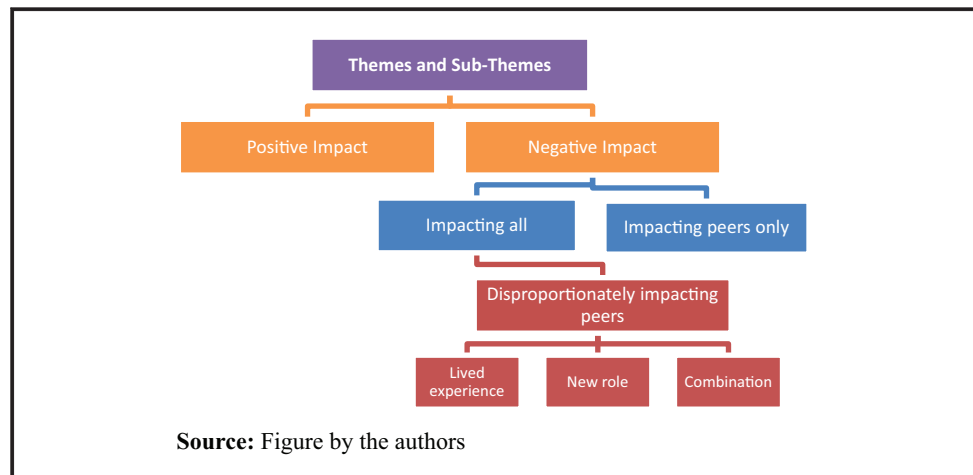 Themes and Sub-Themes
Positive Impact
Negative Impact
Impacting all
Impacting peers only
Disproportionately impacting
peers
Lived
experience
New role
Combination
Source: Figure by the authors